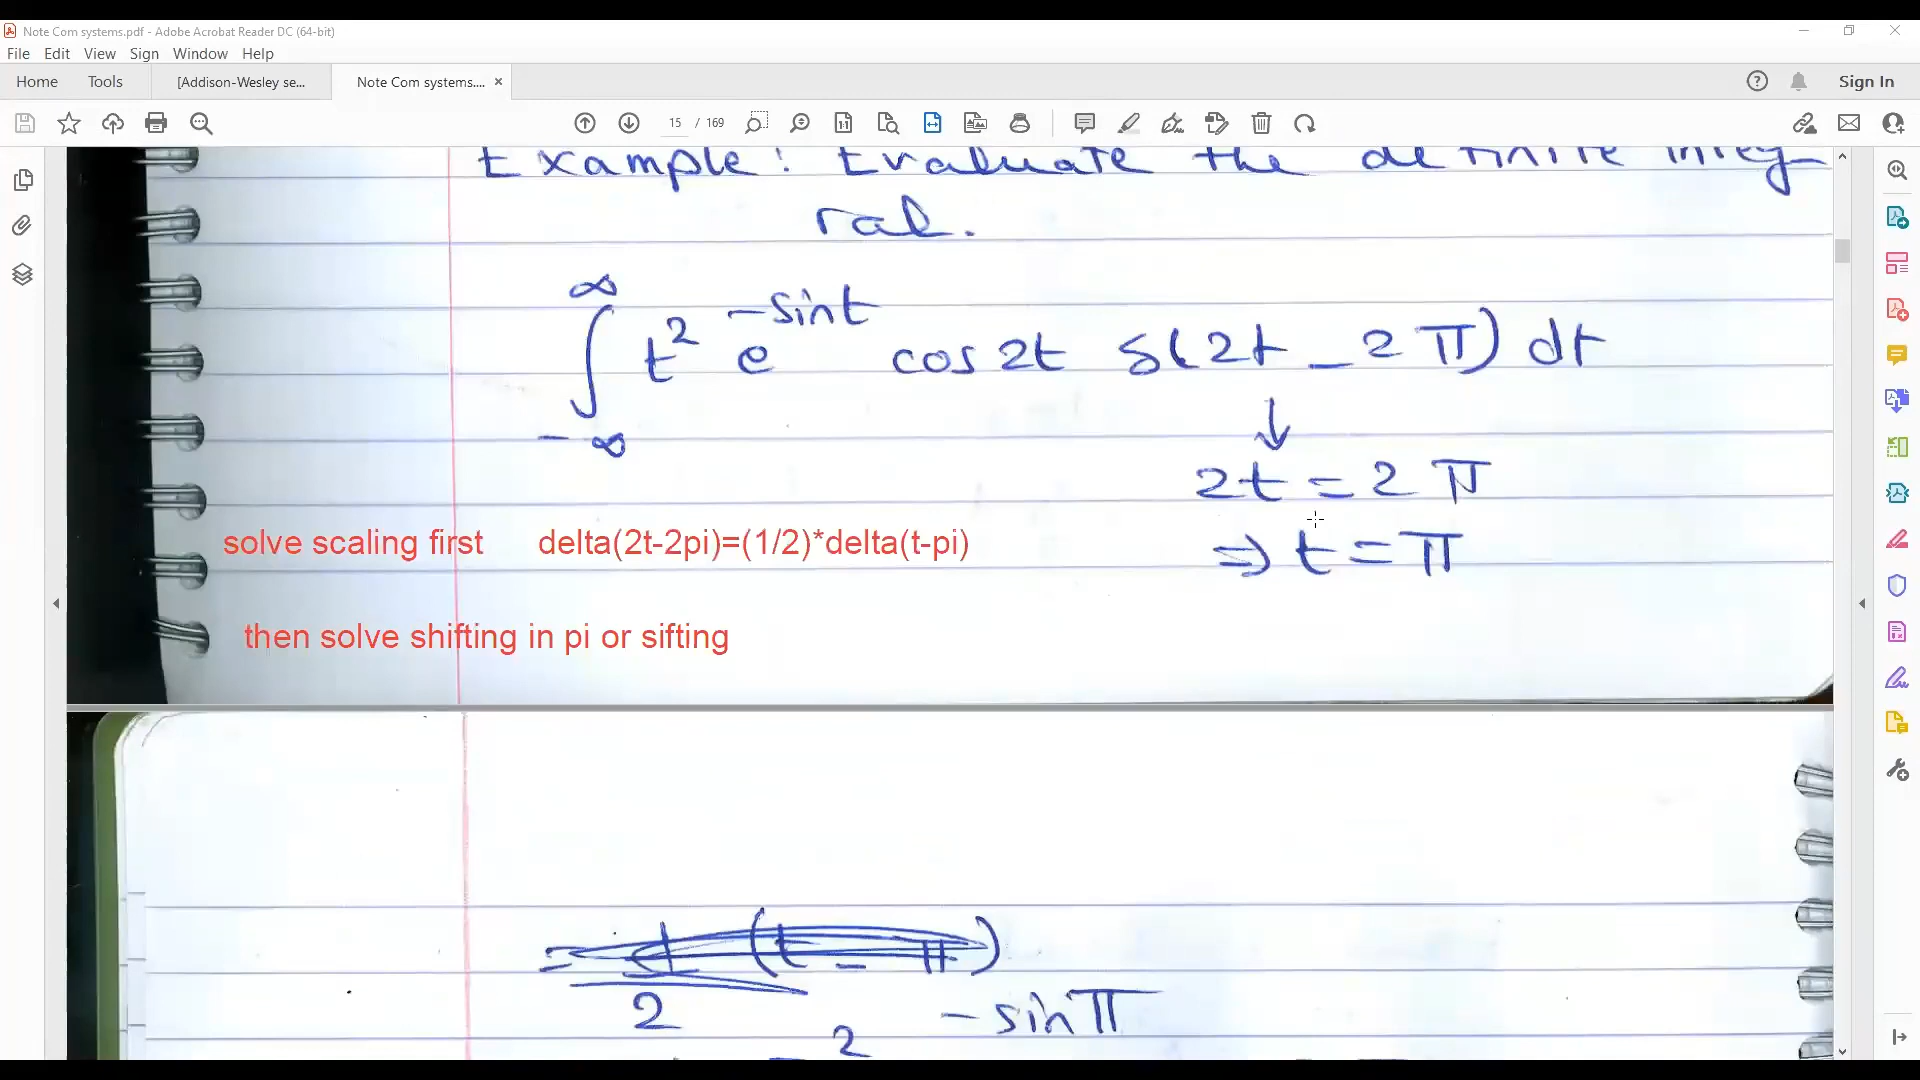 Note Com systems.pdf - Adobe Acrobat Reader DC (64-bit)
File Edit View Sign Window Help
Home Tools [Addison-Wesley se... Note Com systems.... × Sign In
15 / 169
Example: Evaluate the definite integ-
ral.
∫_{-∞}^{∞} t² e^{-sint} cos 2t δ(2t - 2π) dt
↓
2t = 2π
solve scaling first delta(2t-2pi)=(1/2)*delta(t-pi)
⇒ t = π
then solve shifting in pi or sifting
2
- sin π
2